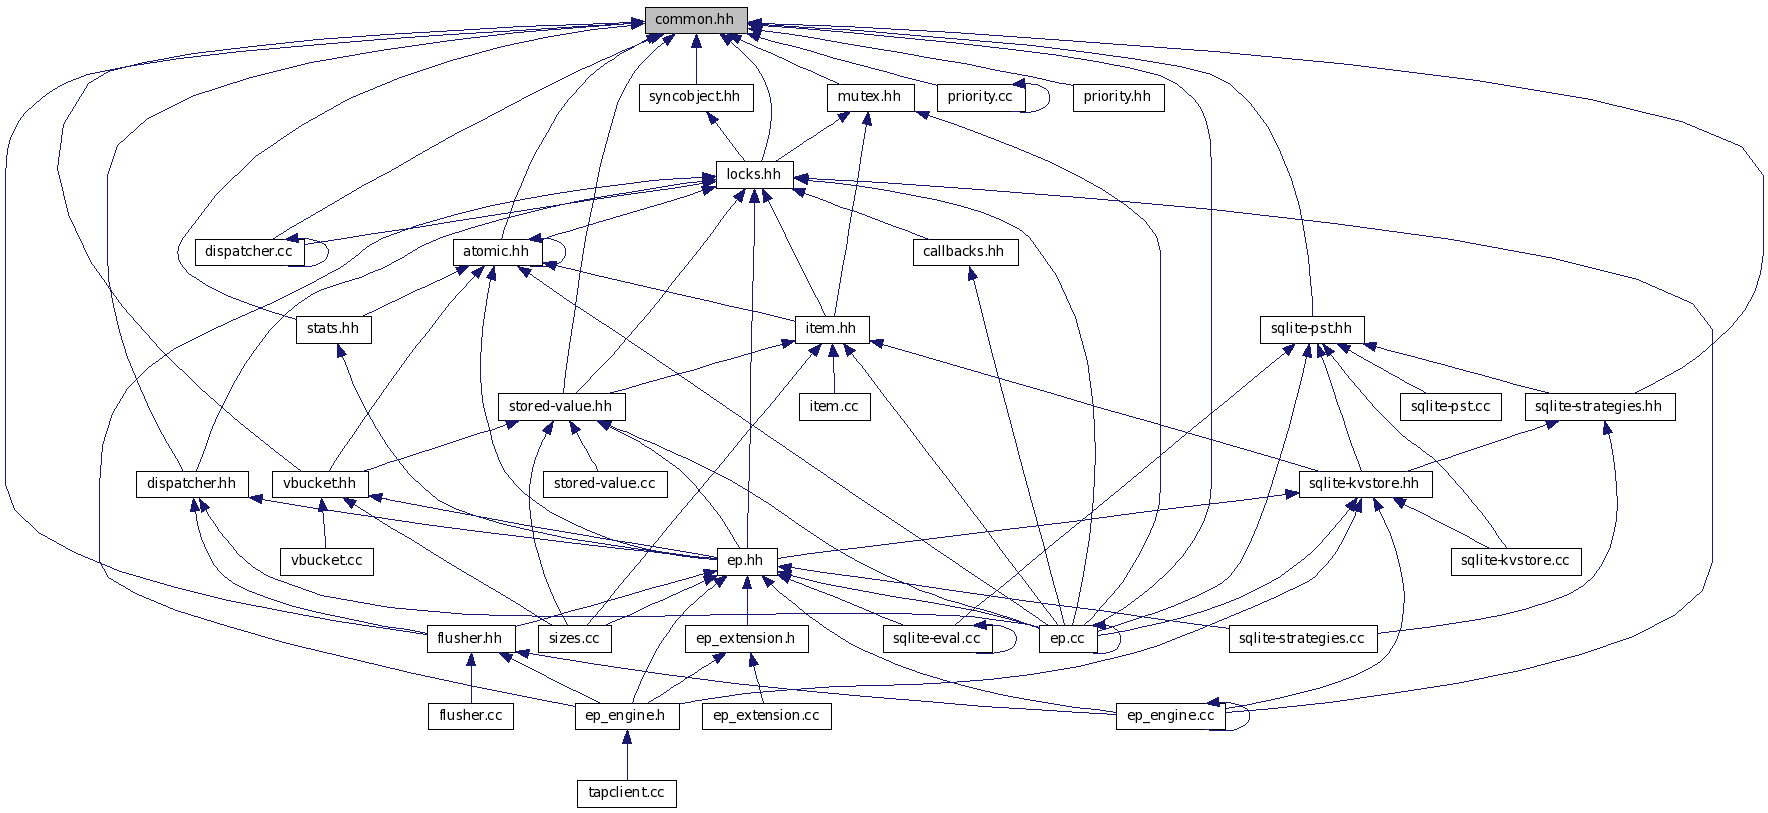 common.hh
syncobject.hh
mutex.hh
priority.cc
priority.hh
locks.hh
dispatcher.cc
atomic.hh
callbacks.hh
stats.hh
item.hh
sqlite-pst.hh
stored-value.hh
item.cc
sqlite-pst.cc
sqlite-strategies.hh
dispatcher.hh
vbucket.hh
stored-value.cc
sqlite-kvstore.hh
vbucket.cc
ep.hh
sqlite-kvstore.cc
flusher.hh
sizes.cc
ep_extension.h
sqlite-eval.cc
ep.cc
sqlite-strategies.cc
flusher.cc
ep_engine.h
ep_extension.cc
ep_engine.cc
tapclient.cc